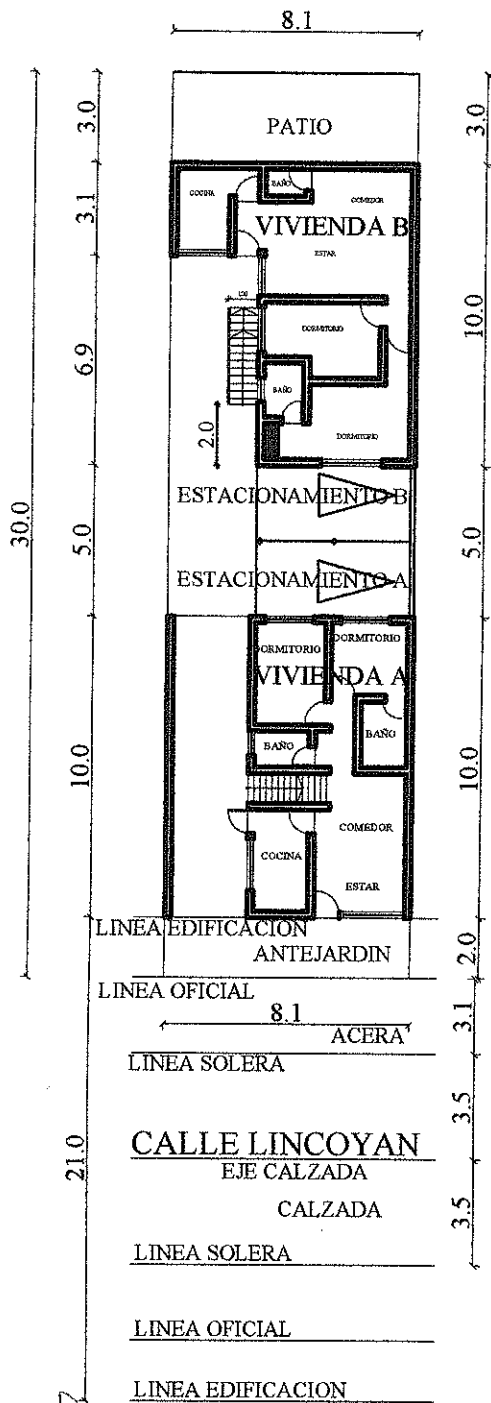 8.1
3.0
3.0
PATIO
COCINA
BAÑO
COMEDOR
3.1
VIVIENDA B
ESTAR
10.0
DORMITORIO
6.9
BAÑO
2.0
DORMITORIO
30.0
ESTACIONAMIENTO B
5.0
5.0
ESTACIONAMIENTO A
DORMITORIO
DORMITORIO
VIVIENDA A
BAÑO
BAÑO
10.0
10.0
COMEDOR
COCINA
ESTAR
LINEA EDIFICACION
ANTEJARDIN
2.0
LINEA OFICIAL
8.1
3.1
ACERA
LINEA SOLERA
3.5
CALLE LINCOYAN
21.0
EJE CALZADA
CALZADA
3.5
LINEA SOLERA
LINEA OFICIAL
LINEA EDIFICACION